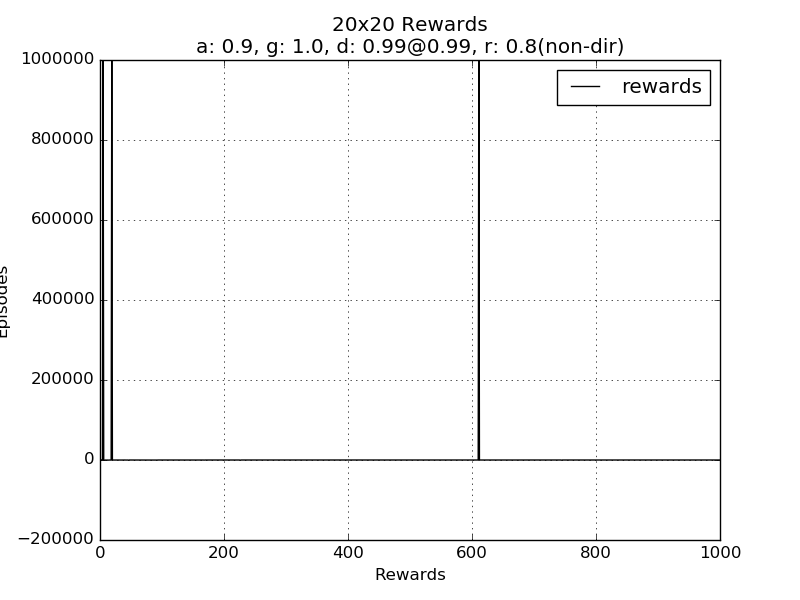 20x20 Rewards
a: 0.9, g: 1.0, d: 0.99@0.99, r: 0.8(non-dir)
rewards
1000000
800000
600000
400000
200000
0
−200000
Episodes
0 200 400 600 800 1000
Rewards